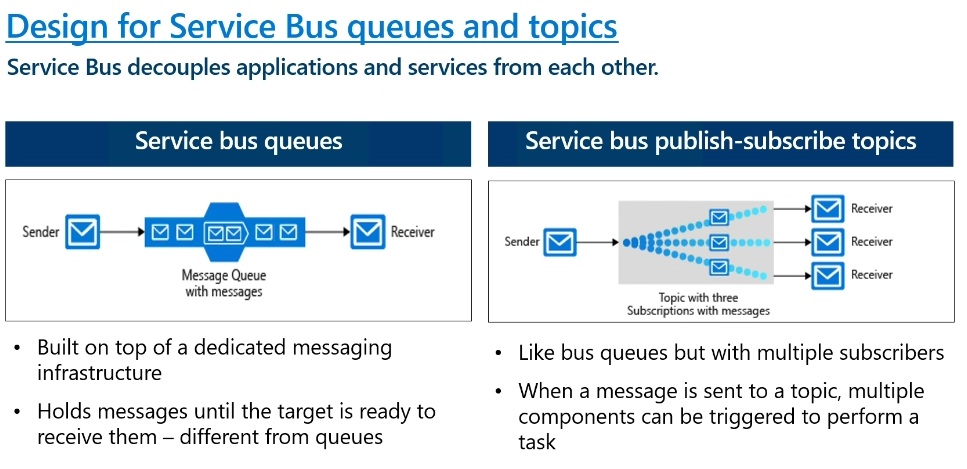 Design for Service Bus queues and topics
Service Bus decouples applications and services from each other.
Service bus queues
Sender
Receiver
Message Queue
with messages
• Built on top of a dedicated messaging
infrastructure
• Holds messages until the target is ready to
receive them – different from queues
Service bus publish-subscribe topics
Sender
Receiver
Receiver
Receiver
Topic with three
Subscriptions with messages
• Like bus queues but with multiple subscribers
• When a message is sent to a topic, multiple
components can be triggered to perform a
task